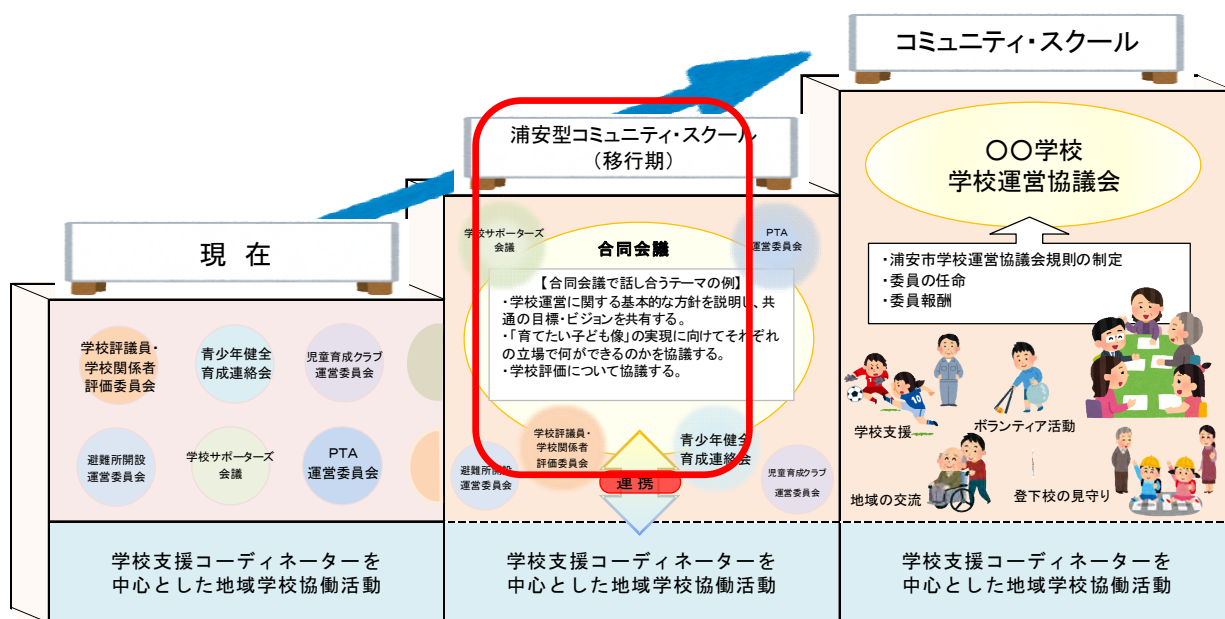 コミュニティ・スクール
浦安型コミュニティ・スクール
（移行期）
現 在
学校評議員・
学校関係者
評価委員会
青少年健全
育成連絡会
児童育成クラブ
運営委員会
避難所開設
運営委員会
学校サポーターズ
会議
PTA
運営委員会
学校支援コーディネーターを
中心とした地域学校協働活動
学校サポーターズ
会議
合同会議
PTA
運営委員会
【合同会議で話し合うテーマの例】
・学校運営に関する基本的な方針を説明し、共
通の目標・ビジョンを共有する。
・「育てたい子ども像」の実現に向けてそれぞれ
の立場で何ができるのかを協議する。
・学校評価について協議する。
避難所開設
運営委員会
学校評議員・
学校関係者
評価委員会
青少年健全
育成連絡会
児童育成クラブ
運営委員会
連携
学校支援コーディネーターを
中心とした地域学校協働活動
〇〇学校
学校運営協議会
・浦安市学校運営協議会規則の制定
・委員の任命
・委員報酬
10
学校支援
ボランティア活動
地域の交流
登下校の見守り
学校支援コーディネーターを
中心とした地域学校協働活動